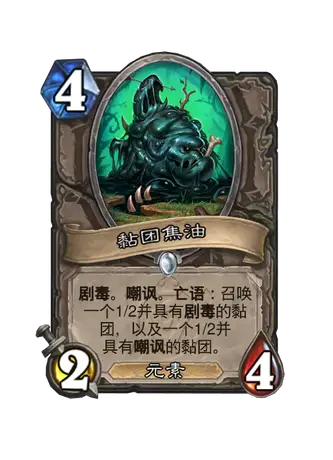 4
黏团焦油
剧毒。嘲讽。亡语：召唤
一个1/2并具有剧毒的黏
团，以及一个1/2并
具有嘲讽的黏团。
2
元素
4